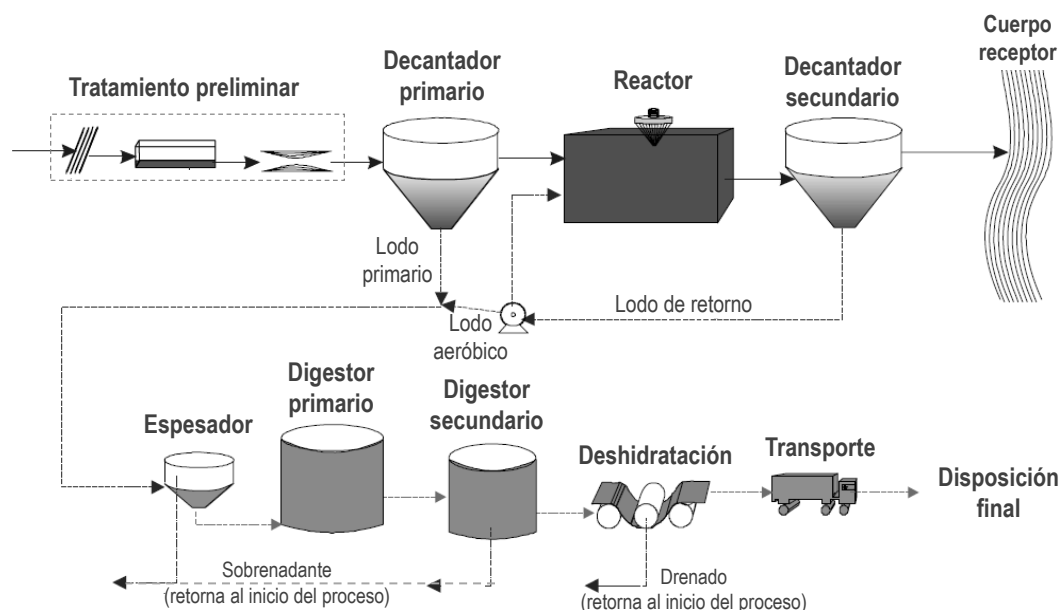 Cuerpo
receptor
Decantador
primario
Reactor
Decantador
secundario
Tratamiento preliminar
Lodo
primario
Lodo de retorno
Lodo
aeróbico
Digestor
primario
Digestor
secundario
Espesador
Deshidratación
Transporte
Disposición
final
Sobrenadante
(retorna al inicio del proceso)
Drenado
(retorna al inicio del proceso)